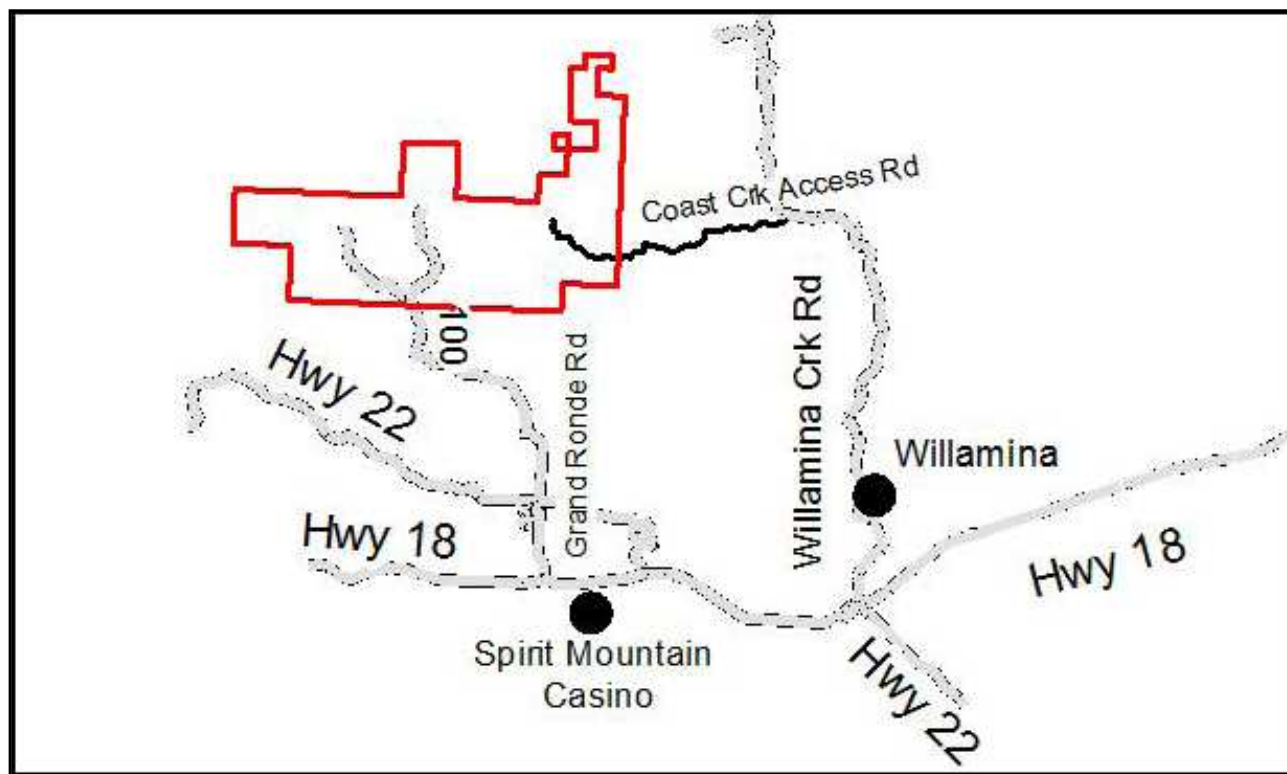 Coast Crk Access Rd
100
Hwy 22
Grand Ronde Rd
Willamina Crk Rd
Willamina
Hwy 18
Hwy 18
Spirit Mountain
Casino
Hwy 22